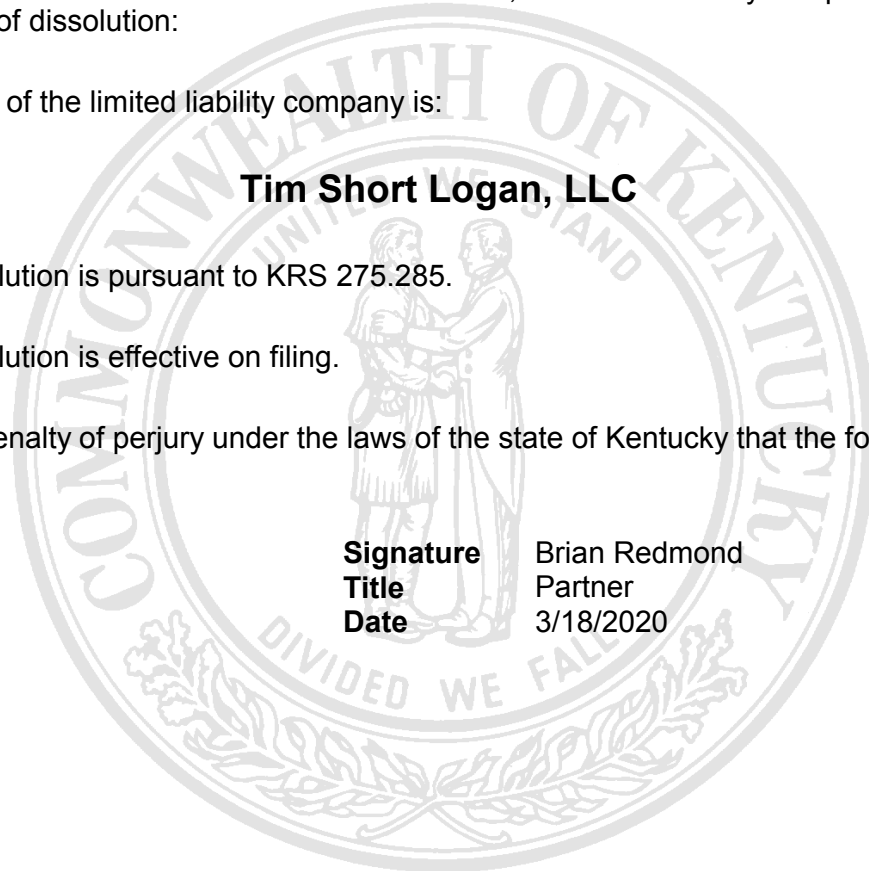 of dissolution:
of the limited liability company is:
Tim Short Logan, LLC
lution is pursuant to KRS 275.285.
lution is effective on filing.
enalty of perjury under the laws of the state of Kentucky that the fo
Signature Brian Redmond
Title Partner
Date 3/18/2020
COMMONWEALTH OF KENTUCKY
UNITED WE STAND
DIVIDED WE FALL